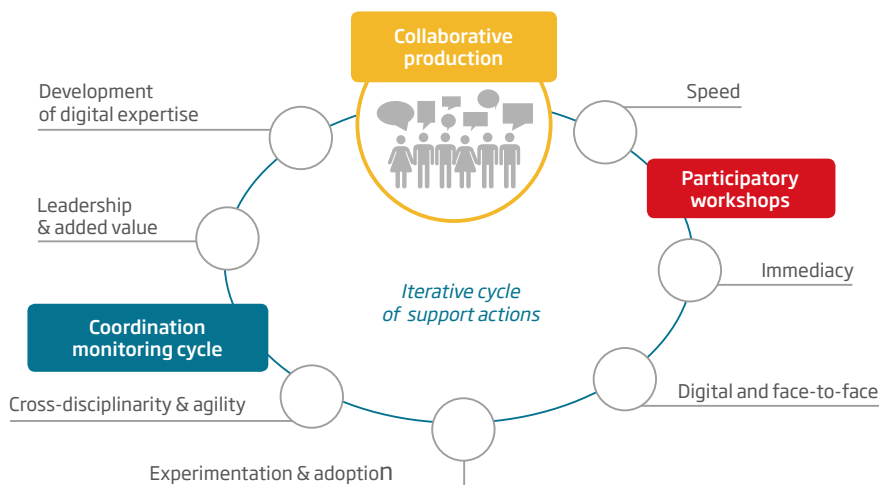 Collaborative
production
Development
of digital expertise
Speed
Participatory
workshops
Leadership
& added value
Immediacy
Iterative cycle
of support actions
Coordination
monitoring cycle
Digital and face-to-face
Cross-disciplinarity & agility
Experimentation & adoption